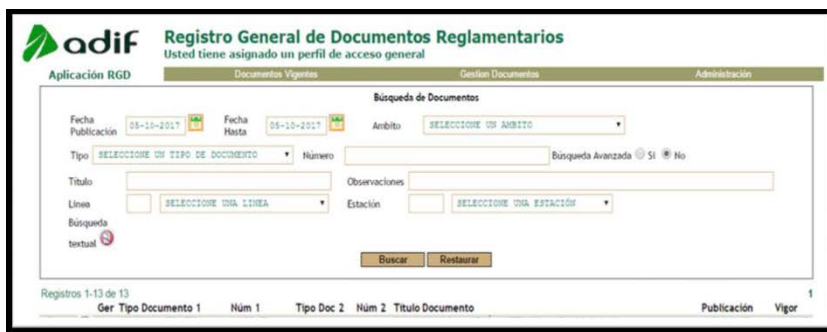 adif
Registro General de Documentos Reglamentarios
Usted tiene asignado un perfil de acceso general
Aplicación RGD Documentos Vigentes Gestion Documentos Administración
Búsqueda de Documentos
Fecha Publicación 05-10-2017 Fecha Hasta 05-10-2017 Ambito SELECCIONE UN AMBITO
Tipo SELECCIONE UN TIPO DE DOCUMENTO Número Búsqueda Avanzada SI No
Título Observaciones
Línea SELECCIONE UNA LINEA Estación SELECCIONE UNA ESTACIÓN
Búsqueda
textual
Buscar Restaurar
Registros 1-13 de 13 1
Ger Tipo Documento 1 Núm 1 Tipo Doc 2 Núm 2 Título Documento Publicación Vigor